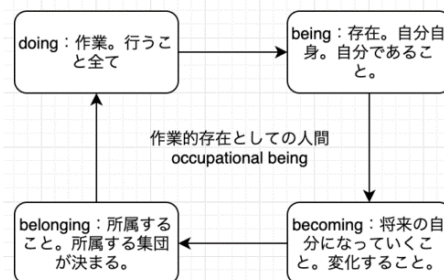 doing：作業。行うこ
と全て
being：存在。自分自
身。自分であるこ
と。
作業的存在としての人間
occupational being
belonging：所属する
こと。所属する集団
が決まる。
becoming：将来の自
分になっていくこ
と。変化すること。